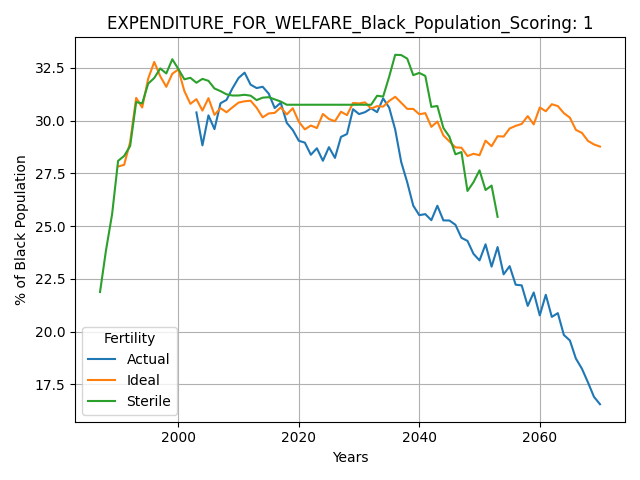 EXPENDITURE_FOR_WELFARE_Black_Population_Scoring: 1
% of Black Population
32.5
30.0
27.5
25.0
22.5
20.0
17.5
Fertility
Actual
Ideal
Sterile
2000 2020 2040 2060
Years